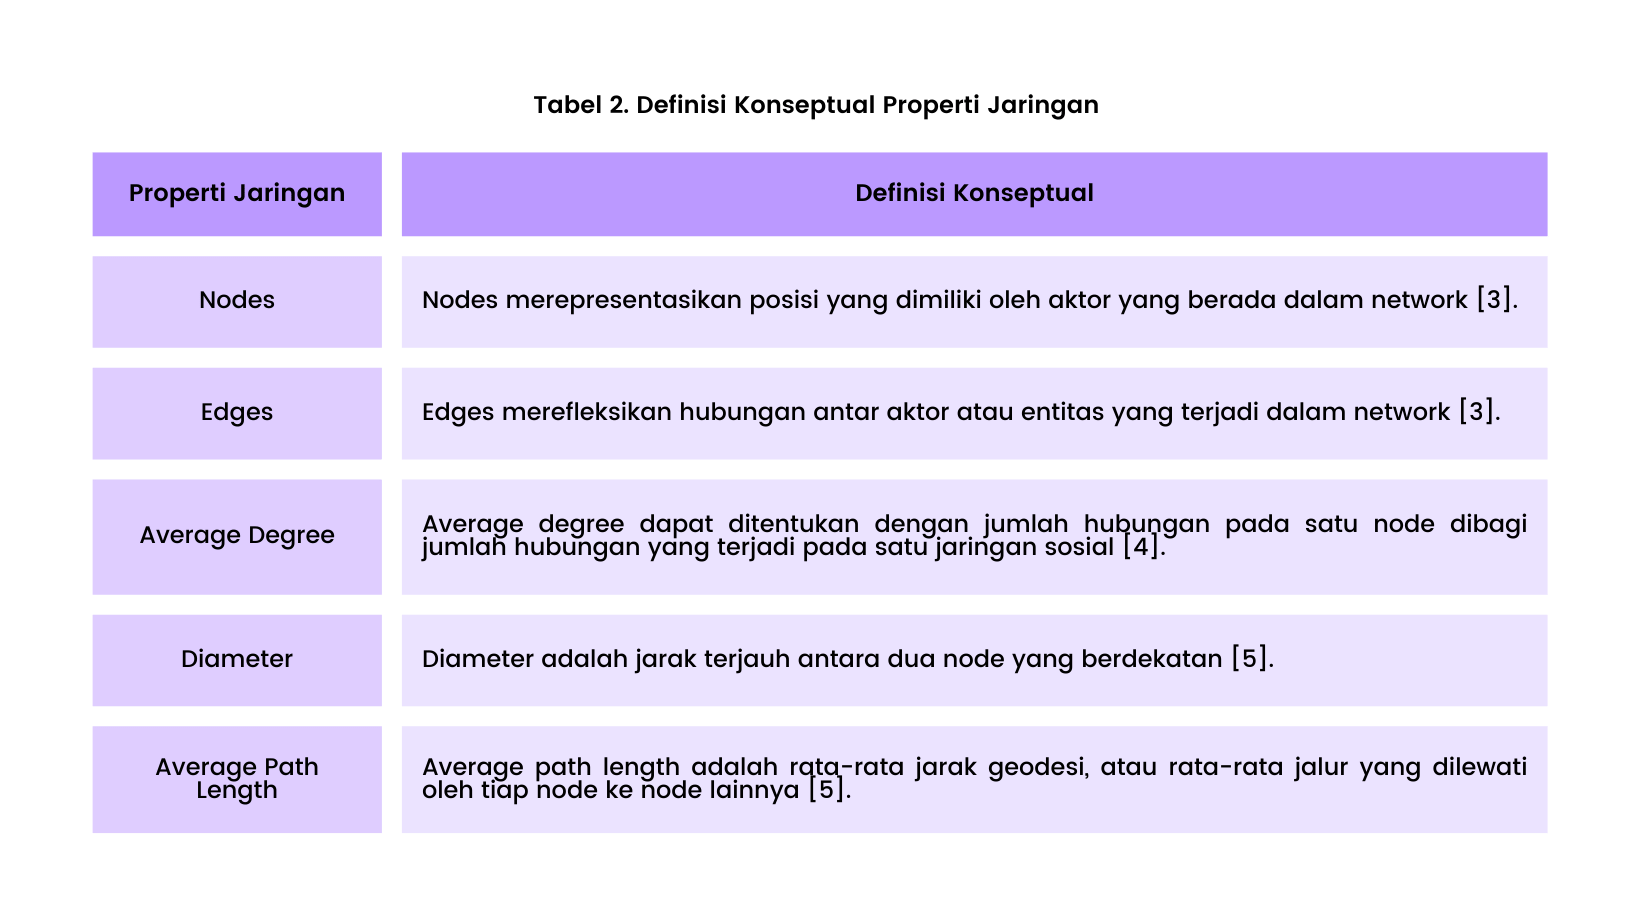 Tabel 2. Definisi Konseptual Properti Jaringan
Properti Jaringan
Definisi Konseptual
Nodes
Nodes merepresentasikan posisi yang dimiliki oleh aktor yang berada dalam network [3].
Edges
Edges merefleksikan hubungan antar aktor atau entitas yang terjadi dalam network [3].
Average Degree
Average degree dapat ditentukan dengan jumlah hubungan pada satu node dibagi
jumlah hubungan yang terjadi pada satu jaringan sosial [4].
Diameter
Diameter adalah jarak terjauh antara dua node yang berdekatan [5].
Average Path
Length
Average path length adalah rata-rata jarak geodesi, atau rata-rata jalur yang dilewati
oleh tiap node ke node lainnya [5].